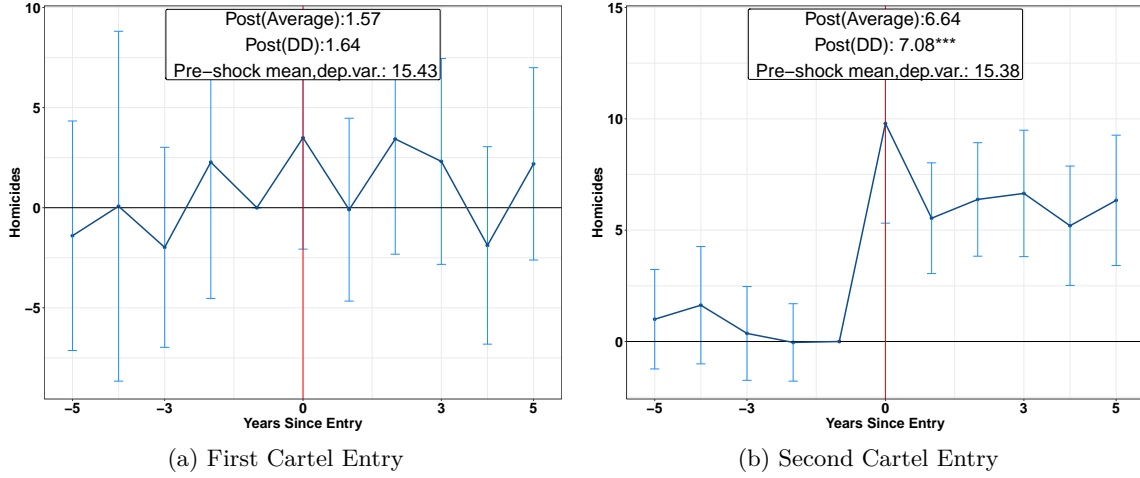 Post(Average):1.57
Post(DD):1.64
Pre−shock mean,dep.var.: 15.43
10
5
0
−5
Homicides
−5 −3 0 3 5
Years Since Entry
(a) First Cartel Entry
Post(Average):6.64
Post(DD): 7.08***
Pre−shock mean,dep.var.: 15.38
15
10
5
0
Homicides
−5 −3 0 3 5
Years Since Entry
(b) Second Cartel Entry